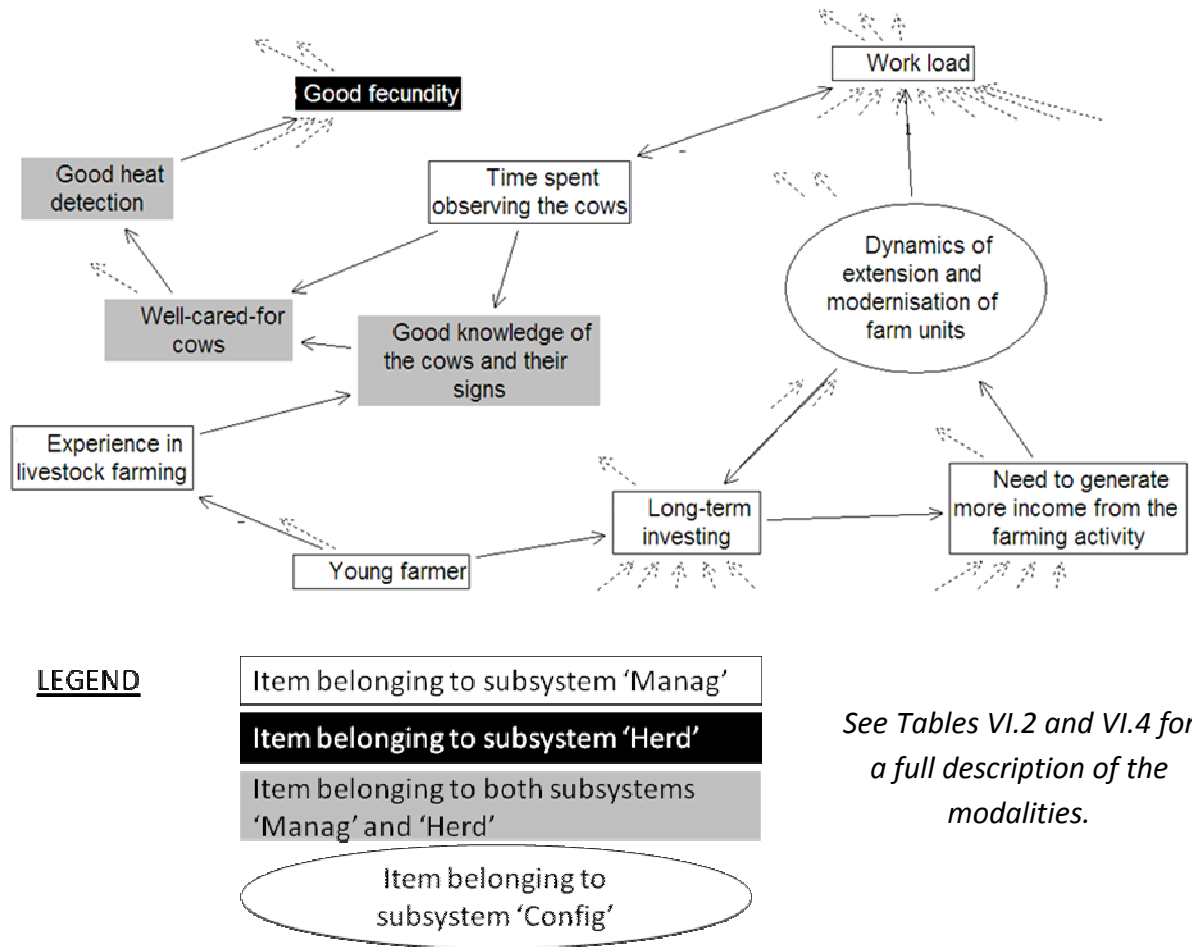 Good fecundity
Work load
Good heat
detection
Time spent
observing the cows
-
Dynamics of
extension and
modernisation of
farm units
Well-cared-for
cows
Good knowledge of
the cows and their
signs
Experience in
livestock farming
-
Young farmer
Long-term
investing
Need to generate
more income from the
farming activity
LEGEND
Item belonging to subsystem ‘Manag’
Item belonging to subsystem ‘Herd’
Item belonging to both subsystems
‘Manag’ and ‘Herd’
Item belonging to
subsystem ‘Config’
See Tables VI.2 and VI.4 for
a full description of the
modalities.